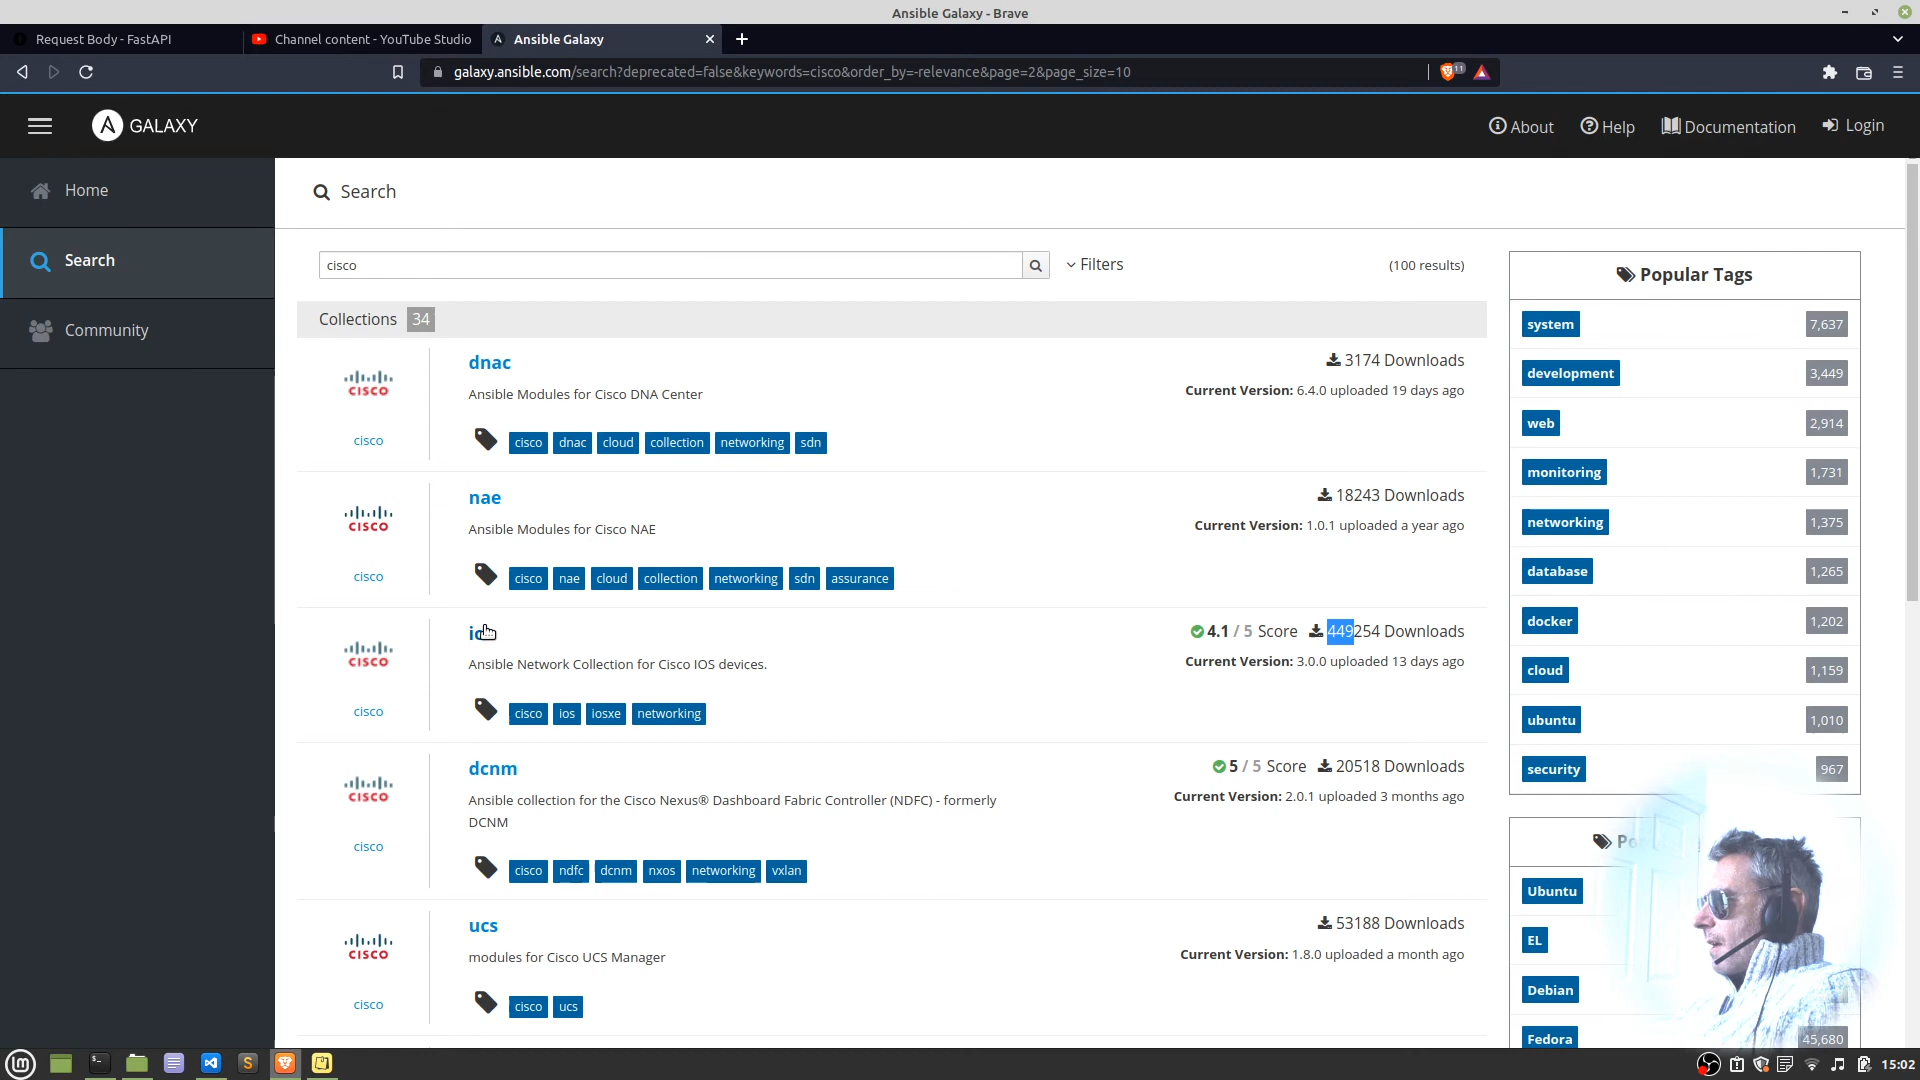 Ansible Galaxy - Brave
Request Body - FastAPI
Channel content - YouTube Studio
Ansible Galaxy
galaxy.ansible.com/search?deprecated=false&keywords=cisco&order_by=-relevance&page=2&page_size=10
11
GALAXY
About
Help
Documentation
Login
Home
Search
Community
Search
cisco
Filters
(100 results)
Collections 34
CISCO
cisco
dnac
Ansible Modules for Cisco DNA Center
cisco dnac cloud collection networking sdn
3174 Downloads
Current Version: 6.4.0 uploaded 19 days ago
CISCO
cisco
nae
Ansible Modules for Cisco NAE
cisco nae cloud collection networking sdn assurance
18243 Downloads
Current Version: 1.0.1 uploaded a year ago
CISCO
cisco
Ansible Network Collection for Cisco IOS devices.
cisco ios iosxe networking
4.1 / 5 Score 449254 Downloads
Current Version: 3.0.0 uploaded 13 days ago
CISCO
cisco
dcnm
Ansible collection for the Cisco Nexus® Dashboard Fabric Controller (NDFC) - formerly
DCNM
cisco ndfc dcnm nxos networking vxlan
5 / 5 Score 20518 Downloads
Current Version: 2.0.1 uploaded 3 months ago
CISCO
cisco
ucs
modules for Cisco UCS Manager
cisco ucs
53188 Downloads
Current Version: 1.8.0 uploaded a month ago
Popular Tags
system 7,637
development 3,449
web 2,914
monitoring 1,731
networking 1,375
database 1,265
docker 1,202
cloud 1,159
ubuntu 1,010
security 967
Ubuntu
EL
Debian
Fedora 45,680
15:02